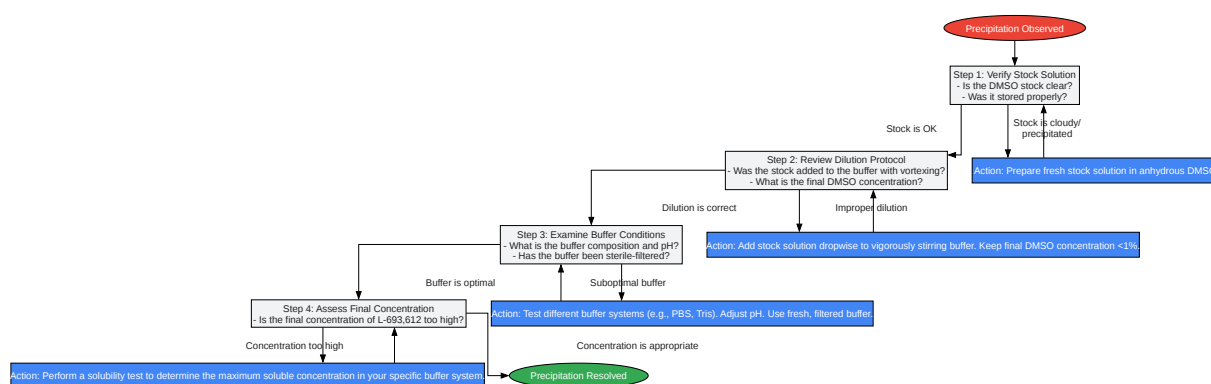 Precipitation Observed
Step 1: Verify Stock Solution
- Is the DMSO stock clear?
- Was it stored properly?
Stock is OK
Stock is cloudy/
precipitated
Action: Prepare fresh stock solution in anhydrous DMSO
Step 2: Review Dilution Protocol
- Was the stock added to the buffer with vortexing?
- What is the final DMSO concentration?
Dilution is correct
Improper dilution
Action: Add stock solution dropwise to vigorously stirring buffer. Keep final DMSO concentration <1%.
Step 3: Examine Buffer Conditions
- What is the buffer composition and pH?
- Has the buffer been sterile-filtered?
Buffer is optimal
Suboptimal buffer
Action: Test different buffer systems (e.g., PBS, Tris). Adjust pH. Use fresh, filtered buffer.
Step 4: Assess Final Concentration
- Is the final concentration of L-693,612 too high?
Concentration too high
Concentration is appropriate
Action: Perform a solubility test to determine the maximum soluble concentration in your specific buffer system.
Precipitation Resolved